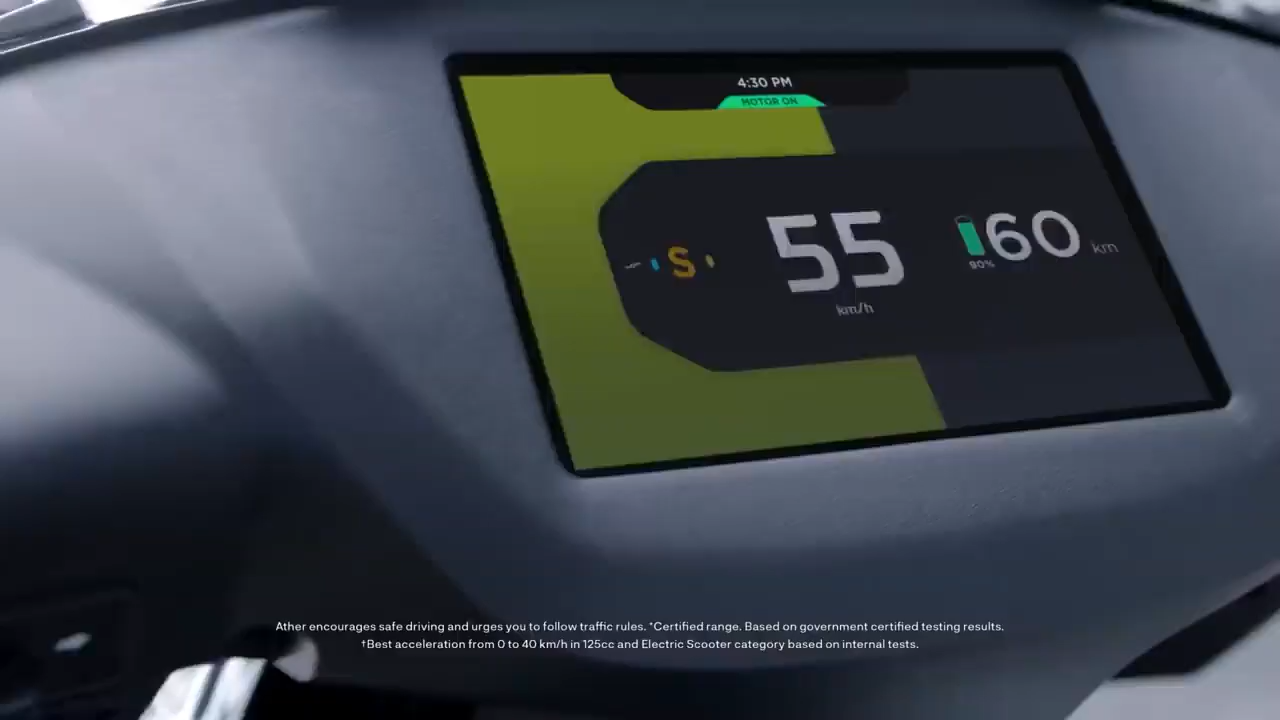 4:30 PM
MOTOR ON
S
55
km/h
60
km
90%
Ather encourages safe driving and urges you to follow traffic rules. *Certified range. Based on government certified testing results.
†Best acceleration from 0 to 40 km/h in 125cc and Electric Scooter category based on internal tests.